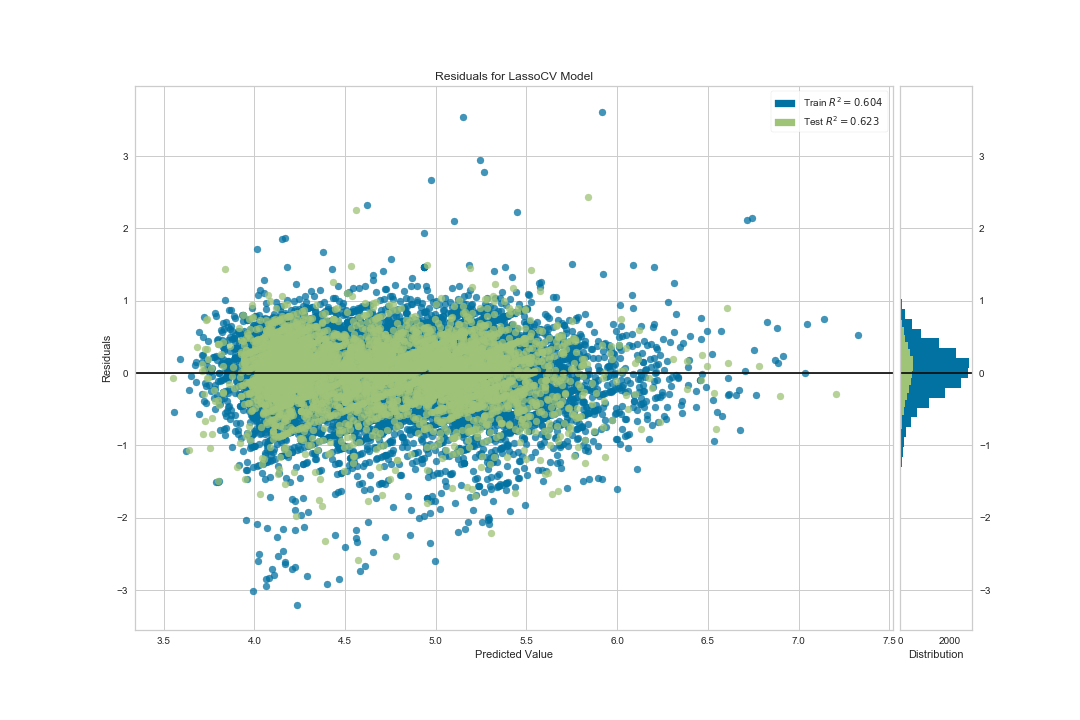 Residuals for LassoCV Model
Train R² = 0.604
Test R² = 0.623
Residuals
3
2
1
0
−1
−2
−3
3
2
1
0
−1
−2
−3
3.5 4.0 4.5 5.0 5.5 6.0 6.5 7.0 7.5 0 2000
Predicted Value
Distribution